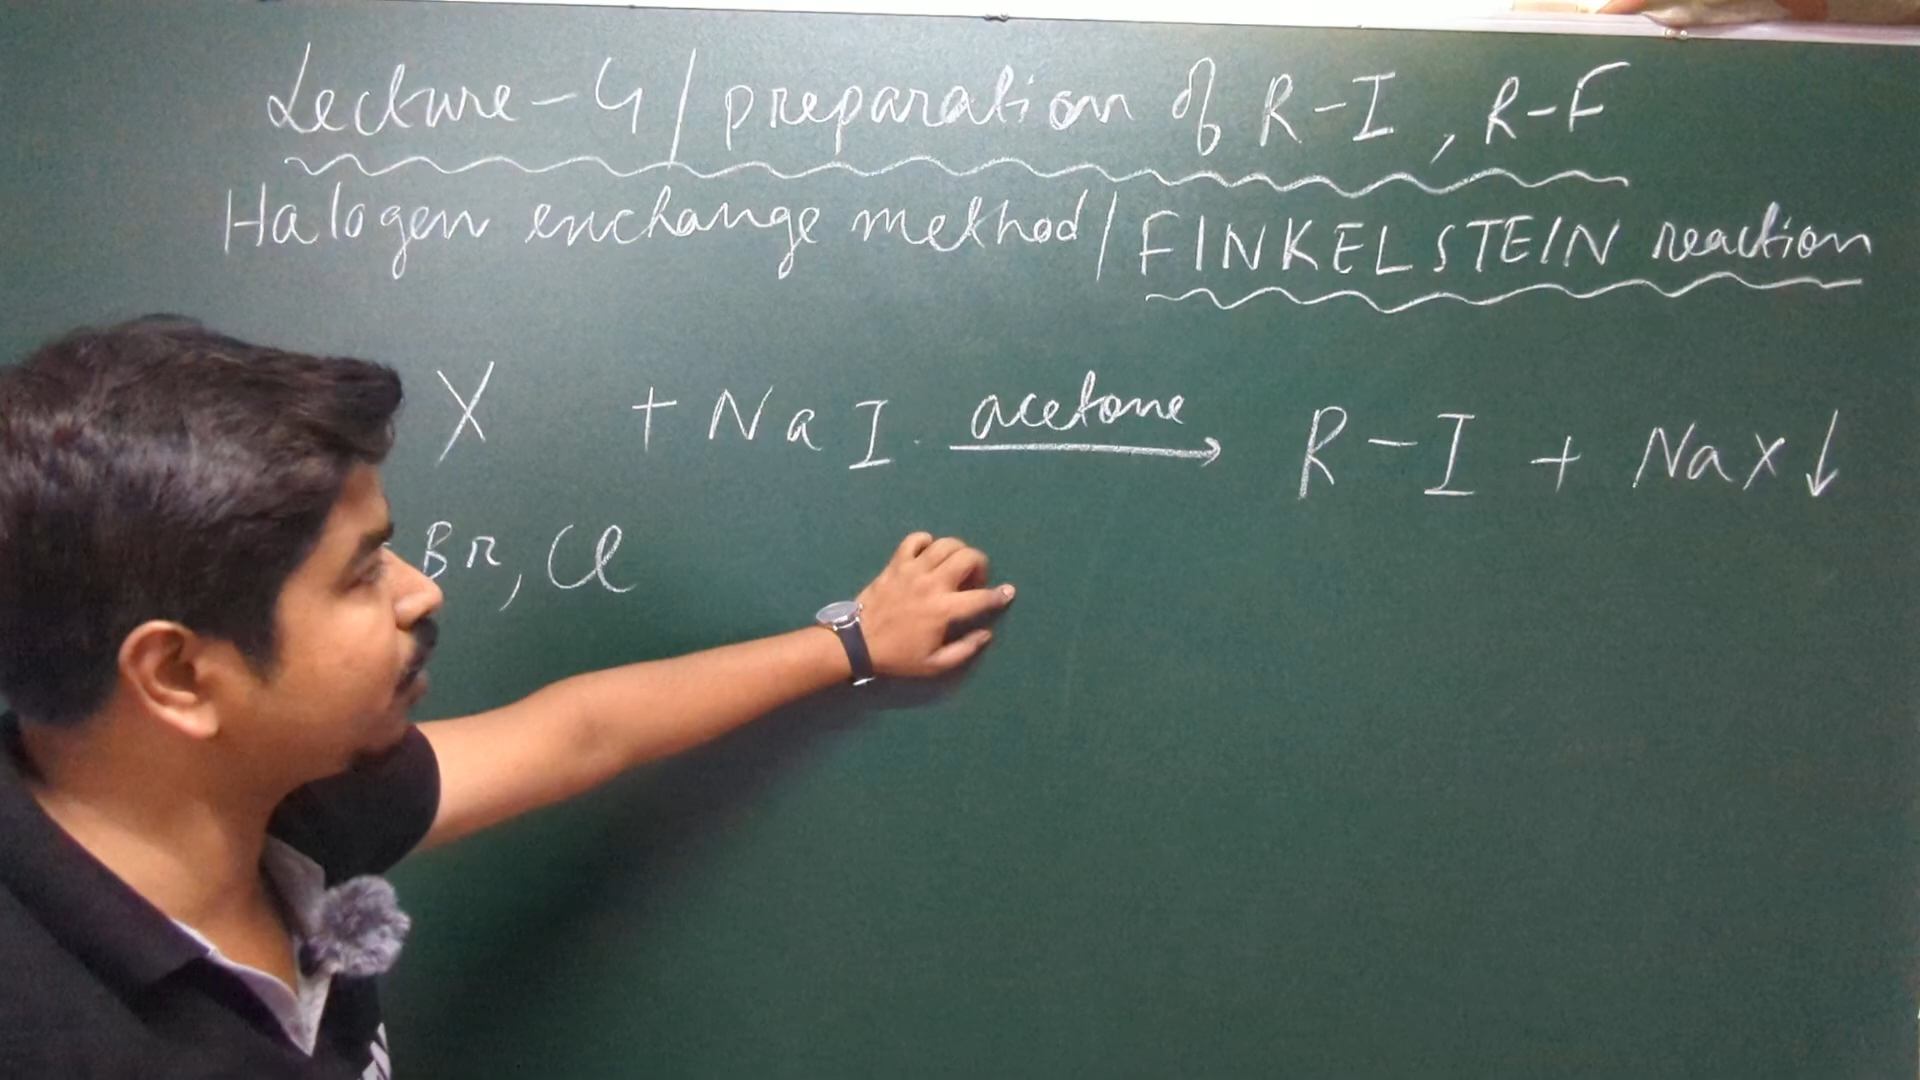 Lecture-4/preparation of R-I, R-F
Halogen exchange method/FINKELSTEIN reaction
X + NaI acetone → R-I + NaX↓
Br, Cl